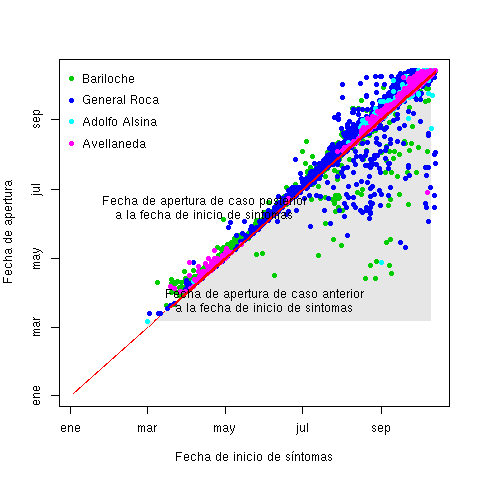 Bariloche
General Roca
Adolfo Alsina
Avellaneda
Fecha de apertura de caso posterior
a la fecha de inicio de sintomas
Fecha de apertura de caso anterior
a la fecha de inicio de sintomas
Fecha de apertura
ene
mar
may
jul
sep
ene
mar
may
jul
sep
Fecha de inicio de síntomas